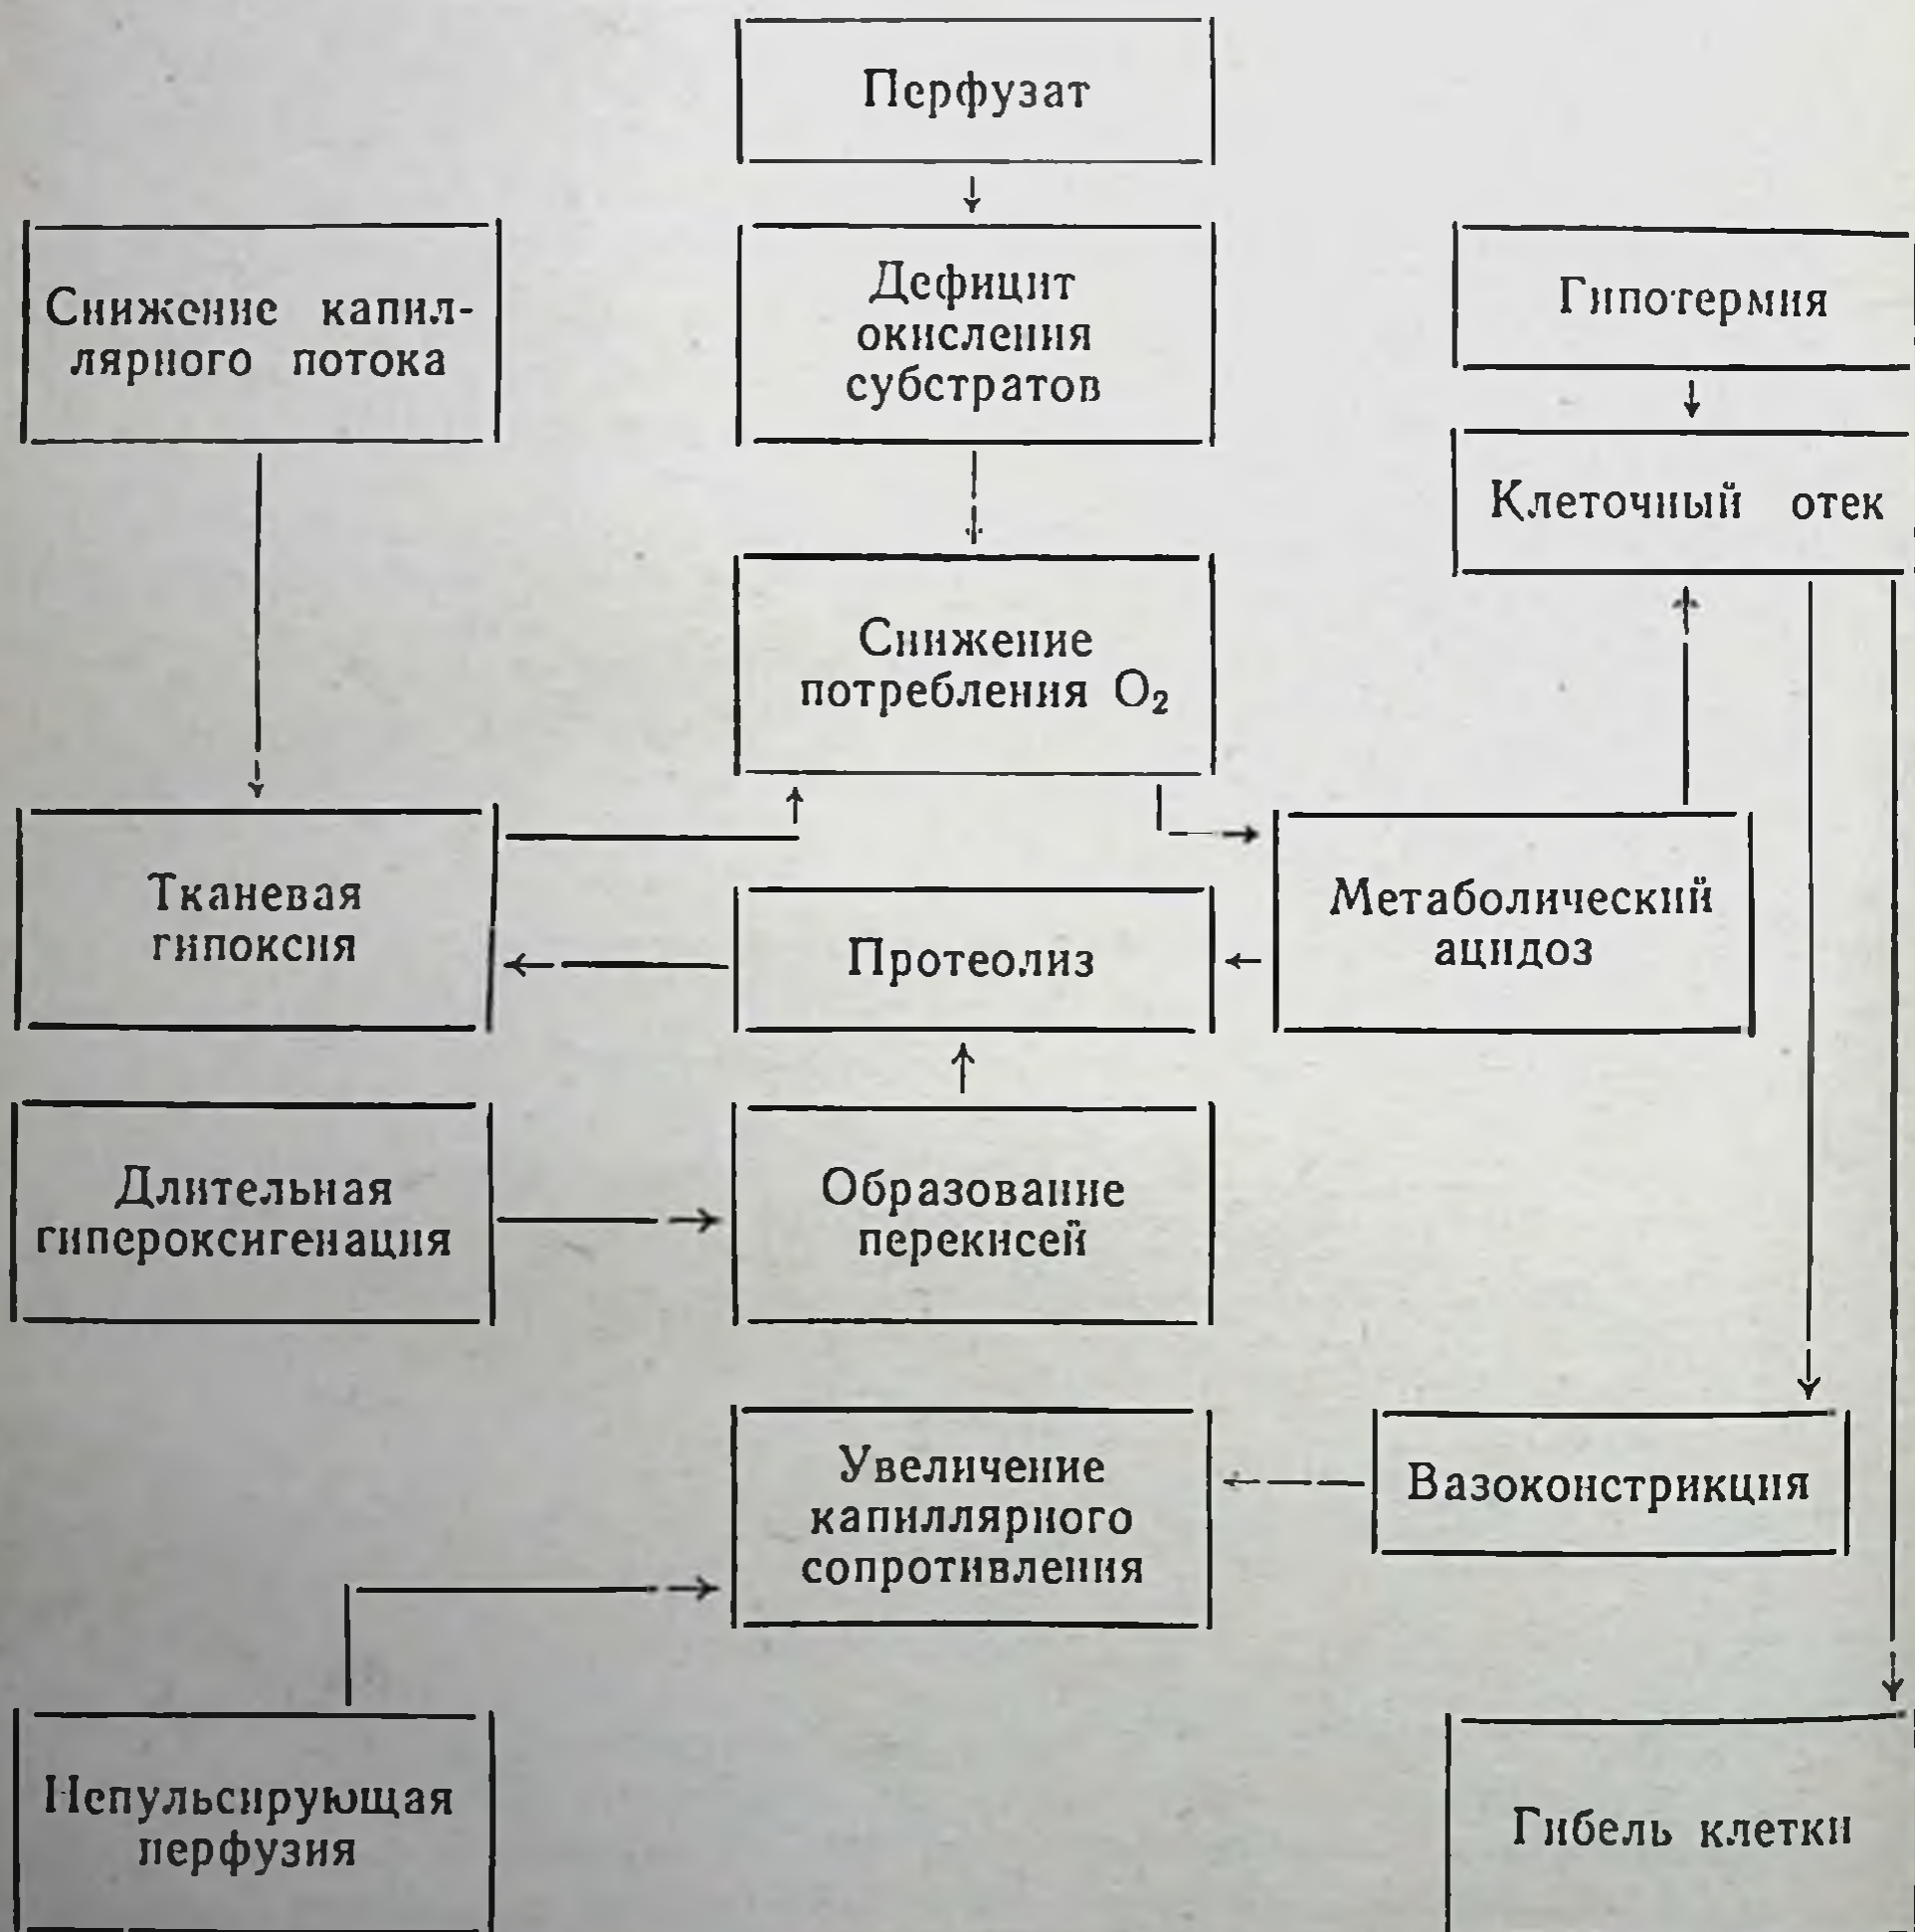 Перфузат
Снижение капил-
лярного потока
Дефицит
окисления
субстратов
Гипотермия
Клеточный отек
Снижение
потребления O₂
Тканевая
гипоксия
Протеолиз
Метаболический
ацидоз
Длительная
гипероксигенация
Образование
перекисей
Увеличение
капиллярного
сопротивления
Вазоконстрикция
Непульсирующая
перфузия
Гибель клетки